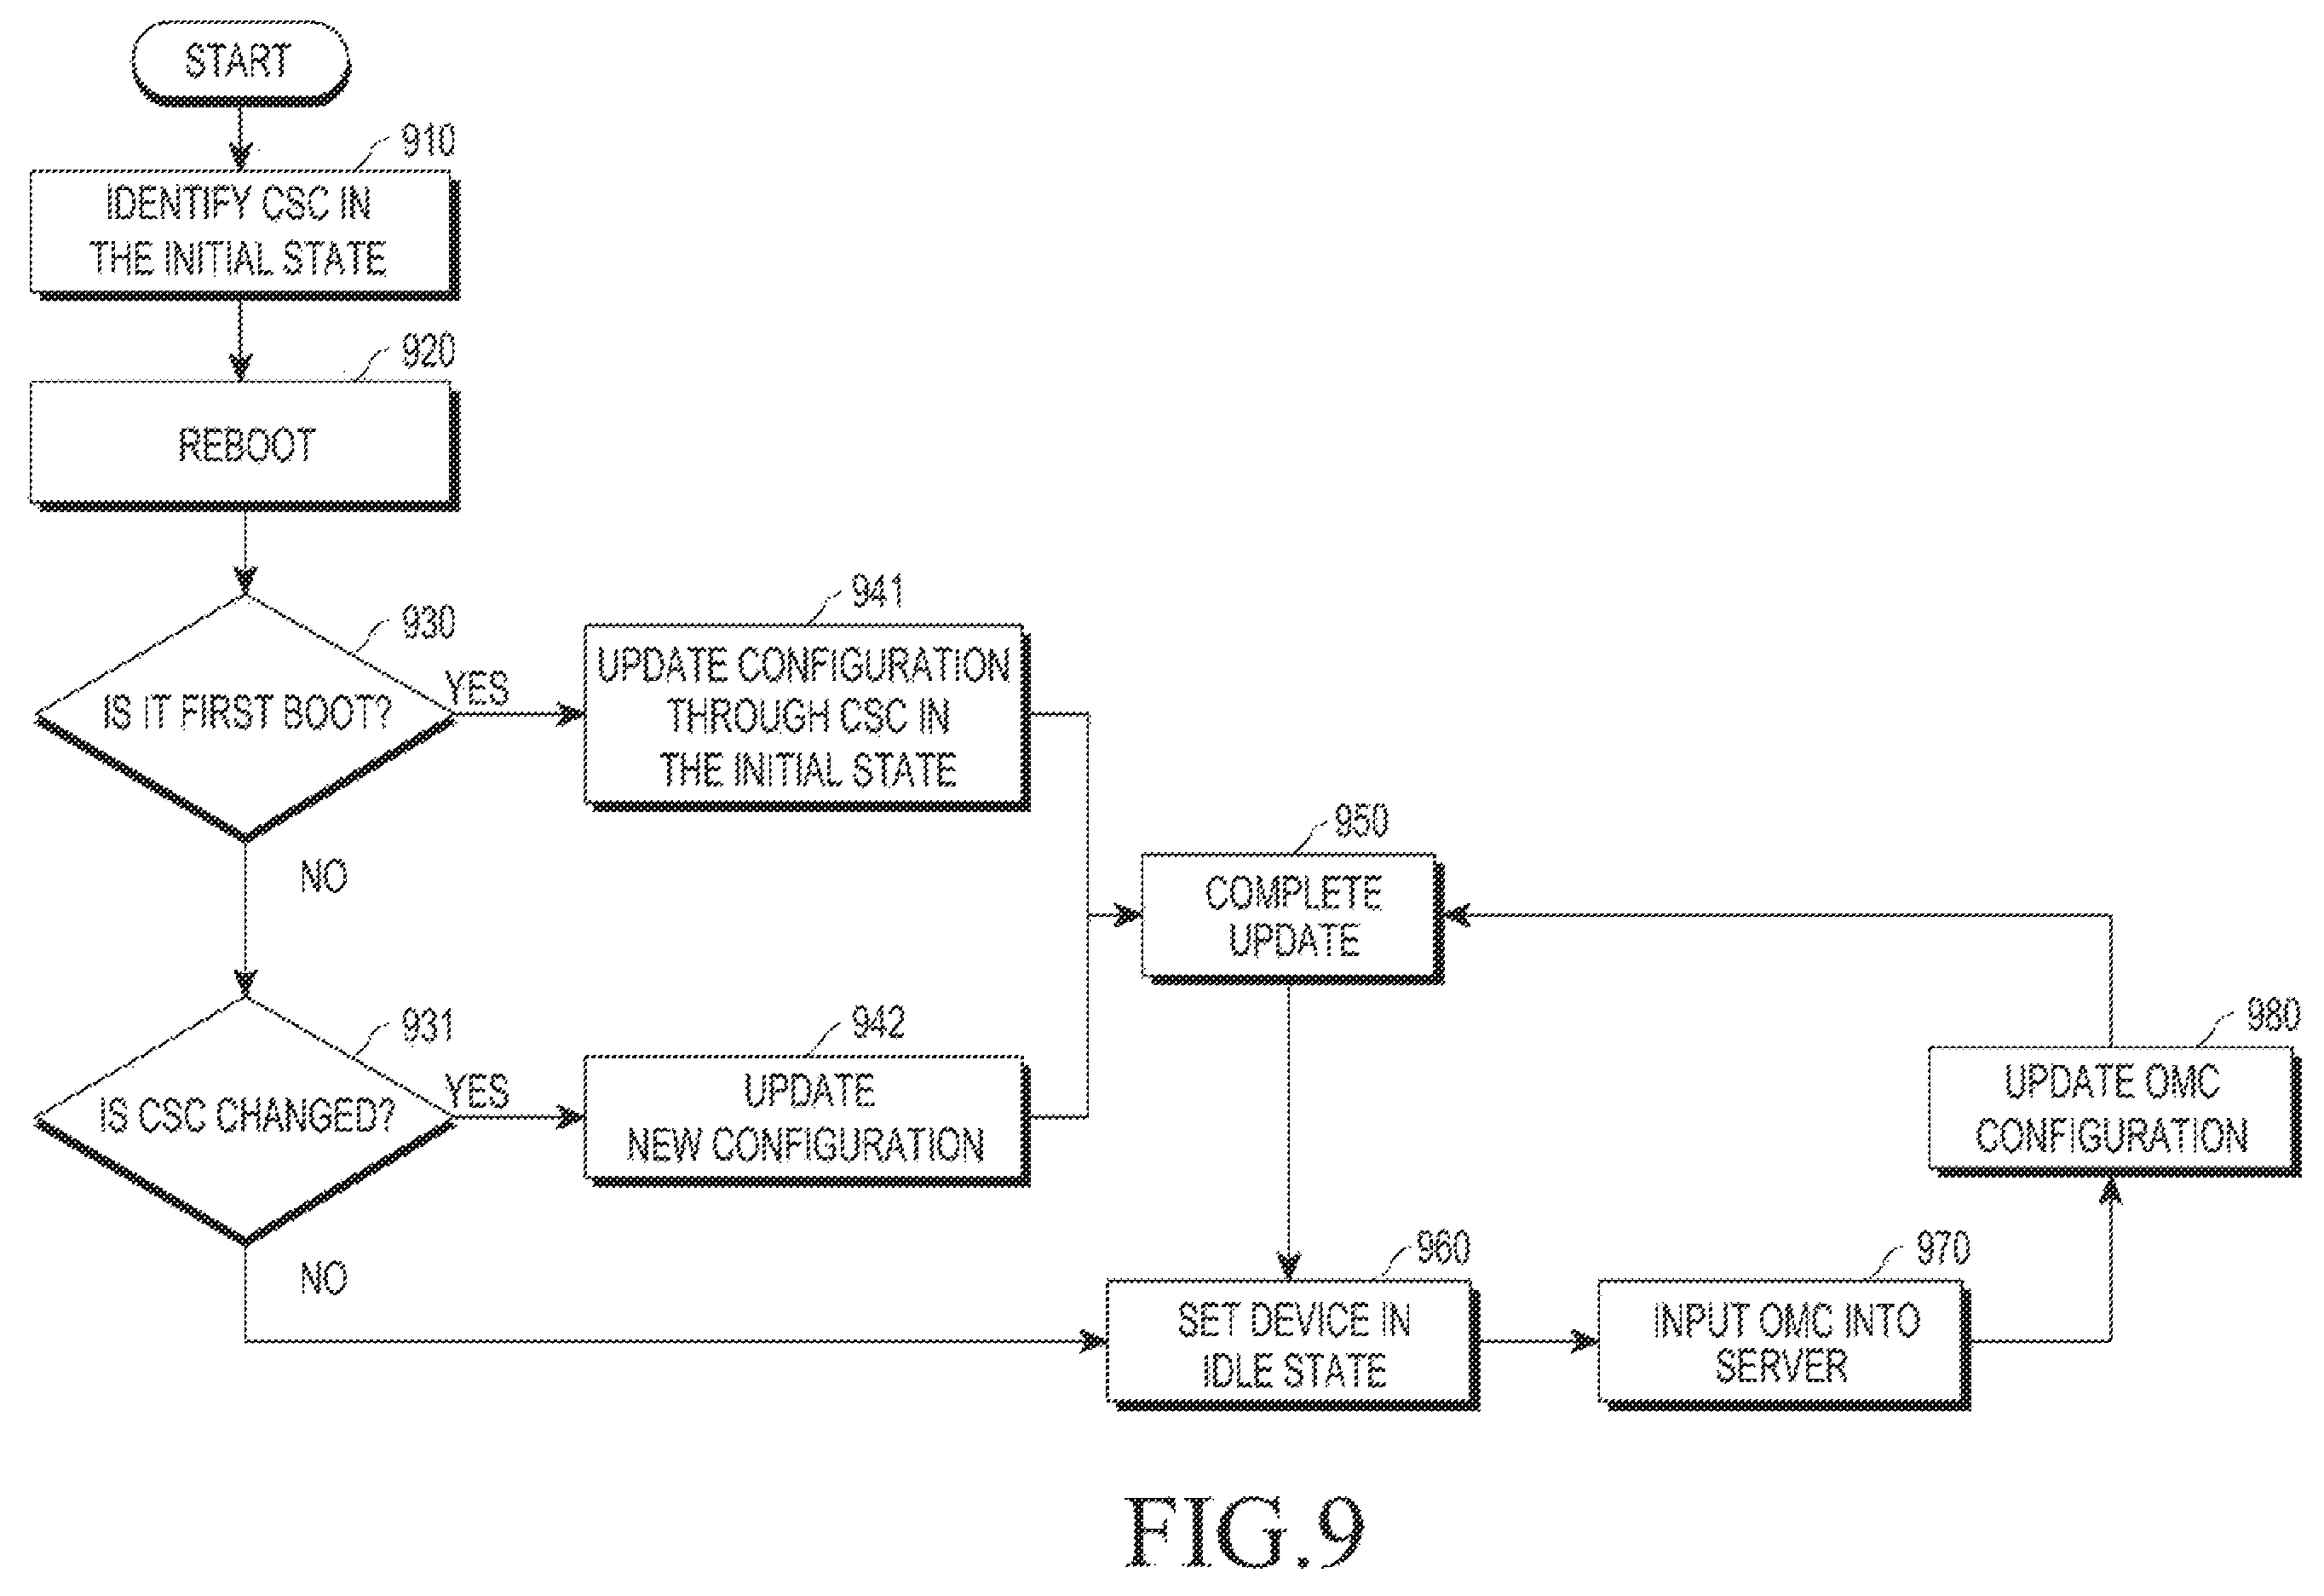 START
910
IDENTIFY CSC IN
THE INITIAL STATE
920
REBOOT
930
IS IT FIRST BOOT?
YES
NO
941
UPDATE CONFIGURATION
THROUGH CSC IN
THE INITIAL STATE
931
IS CSC CHANGED?
YES
NO
942
UPDATE
NEW CONFIGURATION
950
COMPLETE
UPDATE
960
SET DEVICE IN
IDLE STATE
970
INPUT OMC INTO
SERVER
980
UPDATE OMC
CONFIGURATION
FIG.9